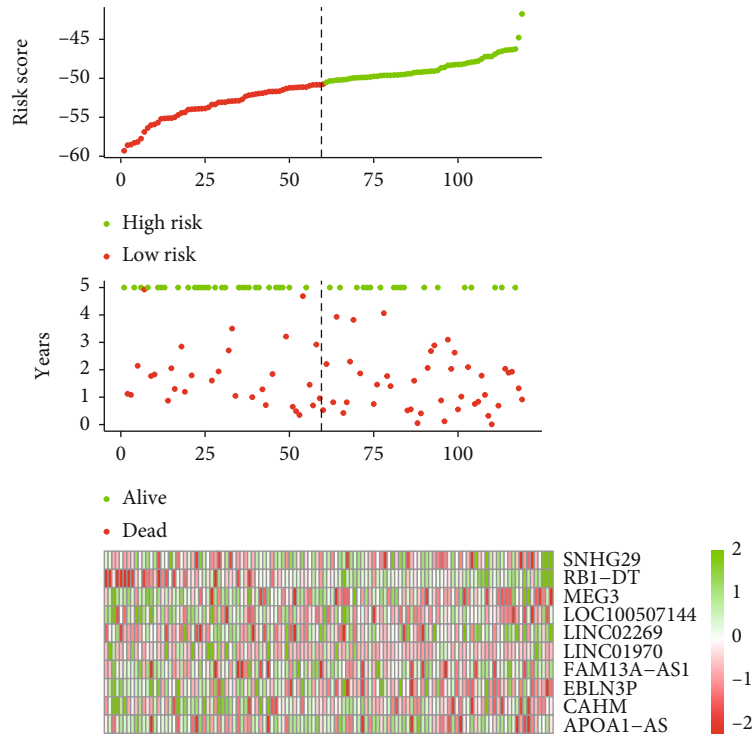 Risk score
−45
−50
−55
−60
0 25 50 75 100
High risk
Low risk
Years
5
4
3
2
1
0
0 25 50 75 100
Alive
Dead
SNHG29
RB1−DT
MEG3
LOC100507144
LINC02269
LINC01970
FAM13A−AS1
EBLN3P
CAHM
APOA1−AS
2
1
0
−1
−2